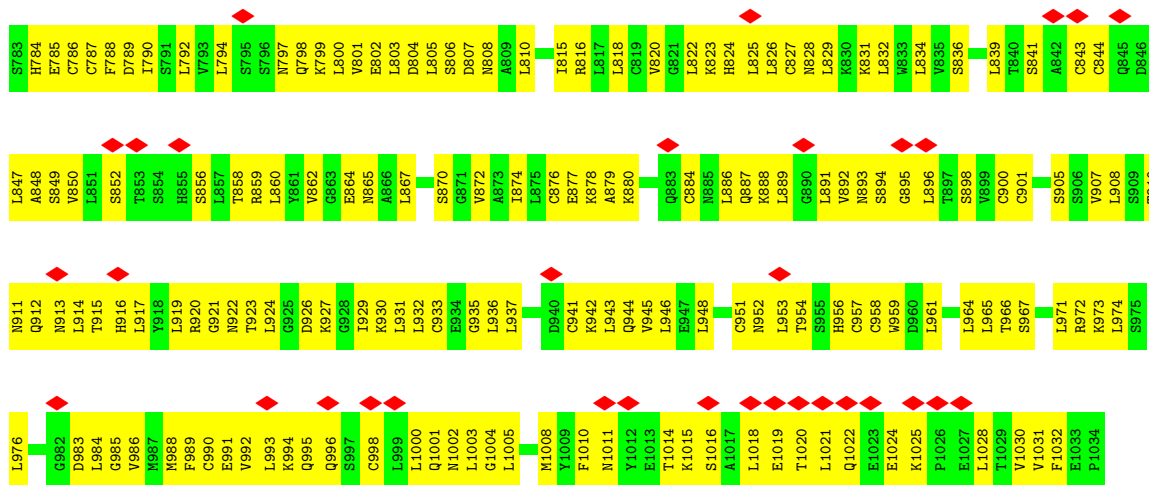 S783 H784 E785 C786 C787 F788 D789 I790 S791 L792 V793 L794 S795 S796 N797 Q798 K799 L800 V801 E802 L803 D804 L805 S806 D807 N808 A809 L810 I815 R816 L817 L818 C819 V820 G821 L822 K823 H824 L825 L826 C827 N828 L829 K830 K831 L832 W833 L834 V835 S836 L839 T840 S841 A842 C843 C844 Q845 D846
L847 A848 S849 V850 L851 S852 T853 S854 H855 S856 L857 T858 R859 L860 Y861 V862 G863 E864 N865 A866 L867 S870 G871 V872 A873 I874 L875 C876 E877 K878 A879 K880 Q883 C884 N885 L886 Q887 K888 L889 G890 L891 V892 N893 S894 G895 L896 T897 S898 V899 C900 C901 S905 S906 V907 L908 S909
N911 Q912 N913 L914 T915 H916 L917 Y918 L919 R920 G921 N922 T923 L924 G925 D926 K927 G928 I929 K930 L931 L932 C933 E934 G935 L936 L937 D940 C941 K942 L943 Q944 V945 L946 E947 L948 C951 N952 L953 T954 S955 H956 C957 C958 W959 D960 L961 L964 L965 T966 S967 L971 R972 K973 L974 S975
L976 G982 D983 L984 G985 V986 M987 M988 F989 C990 E991 V992 L993 K994 Q995 Q996 S997 C998 L999 L1000 Q1001 N1002 L1003 G1004 L1005 M1008 Y1009 F1010 N1011 Y1012 E1013 T1014 K1015 S1016 A1017 L1018 E1019 T1020 L1021 Q1022 E1023 E1024 K1025 P1026 E1027 L1028 T1029 V1030 V1031 F1032 E1033 P1034